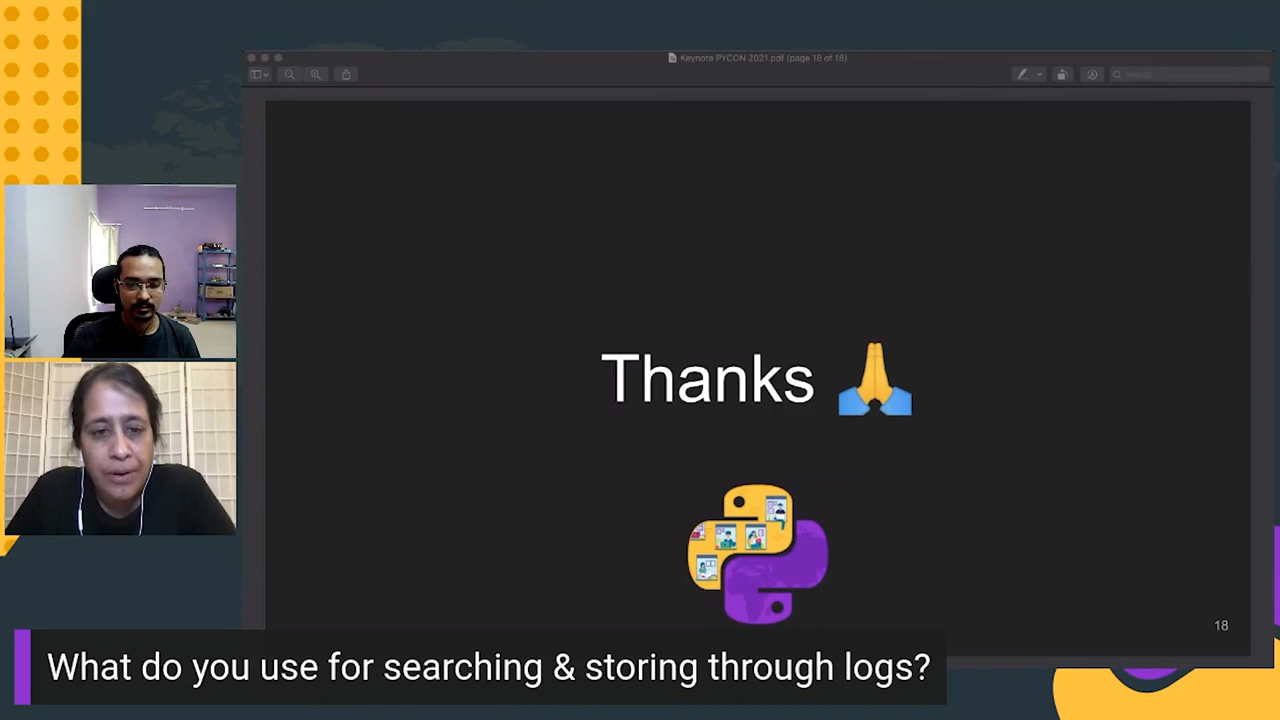 Keynote PYCON 2021.pdf (page 18 of 18)
Search
Thanks 🙏
18
What do you use for searching & storing through logs?